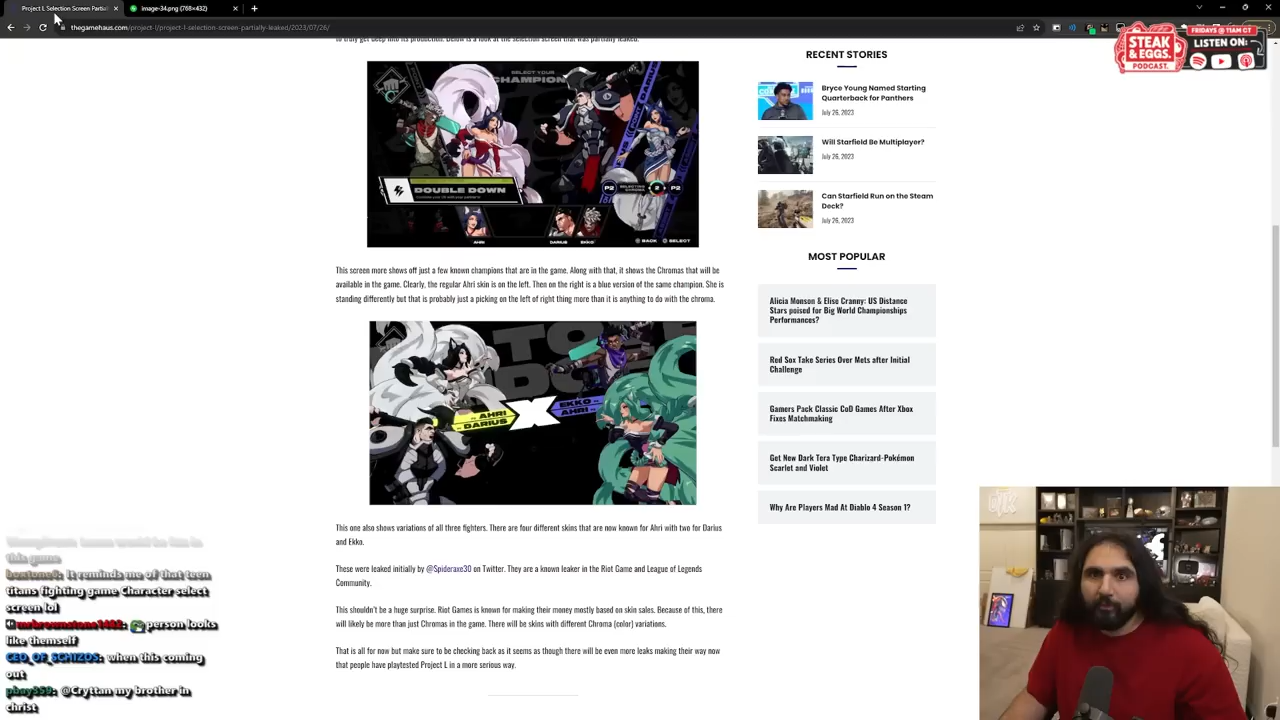 Project L Selection Screen Partiall
image-34.png (768×432)
thegamehaus.com/project-l-selection-screen-partially-leaked/2023/07/26/
FRIDAYS @ 11AM CT
STEAK
& EGGS.
PODCAST.
LISTEN ON:
SELECT YOUR
CHAMPION
DOUBLE DOWN
P2
SELECTING
CHROMA
2
P2
AHRI
DARIUS
EKKO
BACK
SELECT
This screen more shows off just a few known champions that are in the game. Along with that, it shows the Chromas that will be
available in the game. Clearly, the regular Ahri skin is on the left. Then on the right is a blue version of the same champion. She is
standing differently but that is probably just a picking on the left of right thing more than it is anything to do with the chroma.
AHRI
DARIUS
EKKO
AHRI
This one also shows variations of all three fighters. There are four different skins that are now known for Ahri with two for Darius
and Ekko.
These were leaked initially by @Spideraxe30 on Twitter. They are a known leaker in the Riot Game and League of Legends
Community.
This shouldn't be a huge surprise. Riot Games is known for making their money mostly based on skin sales. Because of this, there
will likely be more than just Chromas in the game. There will be skins with different Chroma (color) variations.
That is all for now but make sure to be checking back as it seems as though there will be even more leaks making their way now
that people have playtested Project L in a more serious way.
RECENT STORIES
Bryce Young Named Starting
Quarterback for Panthers
July 26, 2023
Will Starfield Be Multiplayer?
July 26, 2023
Can Starfield Run on the Steam
Deck?
July 26, 2023
MOST POPULAR
Alicia Monson & Elise Cranny: US Distance
Stars poised for Big World Championships
Performances?
Red Sox Take Series Over Mets after Initial
Challenge
Gamers Pack Classic CoD Games After Xbox
Fixes Matchmaking
Get New Dark Tera Type Charizard-Pokémon
Scarlet and Violet
Why Are Players Mad At Diablo 4 Season 1?
this game
It reminds me of that teen
titans fighting game Character select
screen lol
person looks
like themself
CEO_OF_SCHIZOS: when this coming
out
pbay359: @Cryttan my brother in
christ